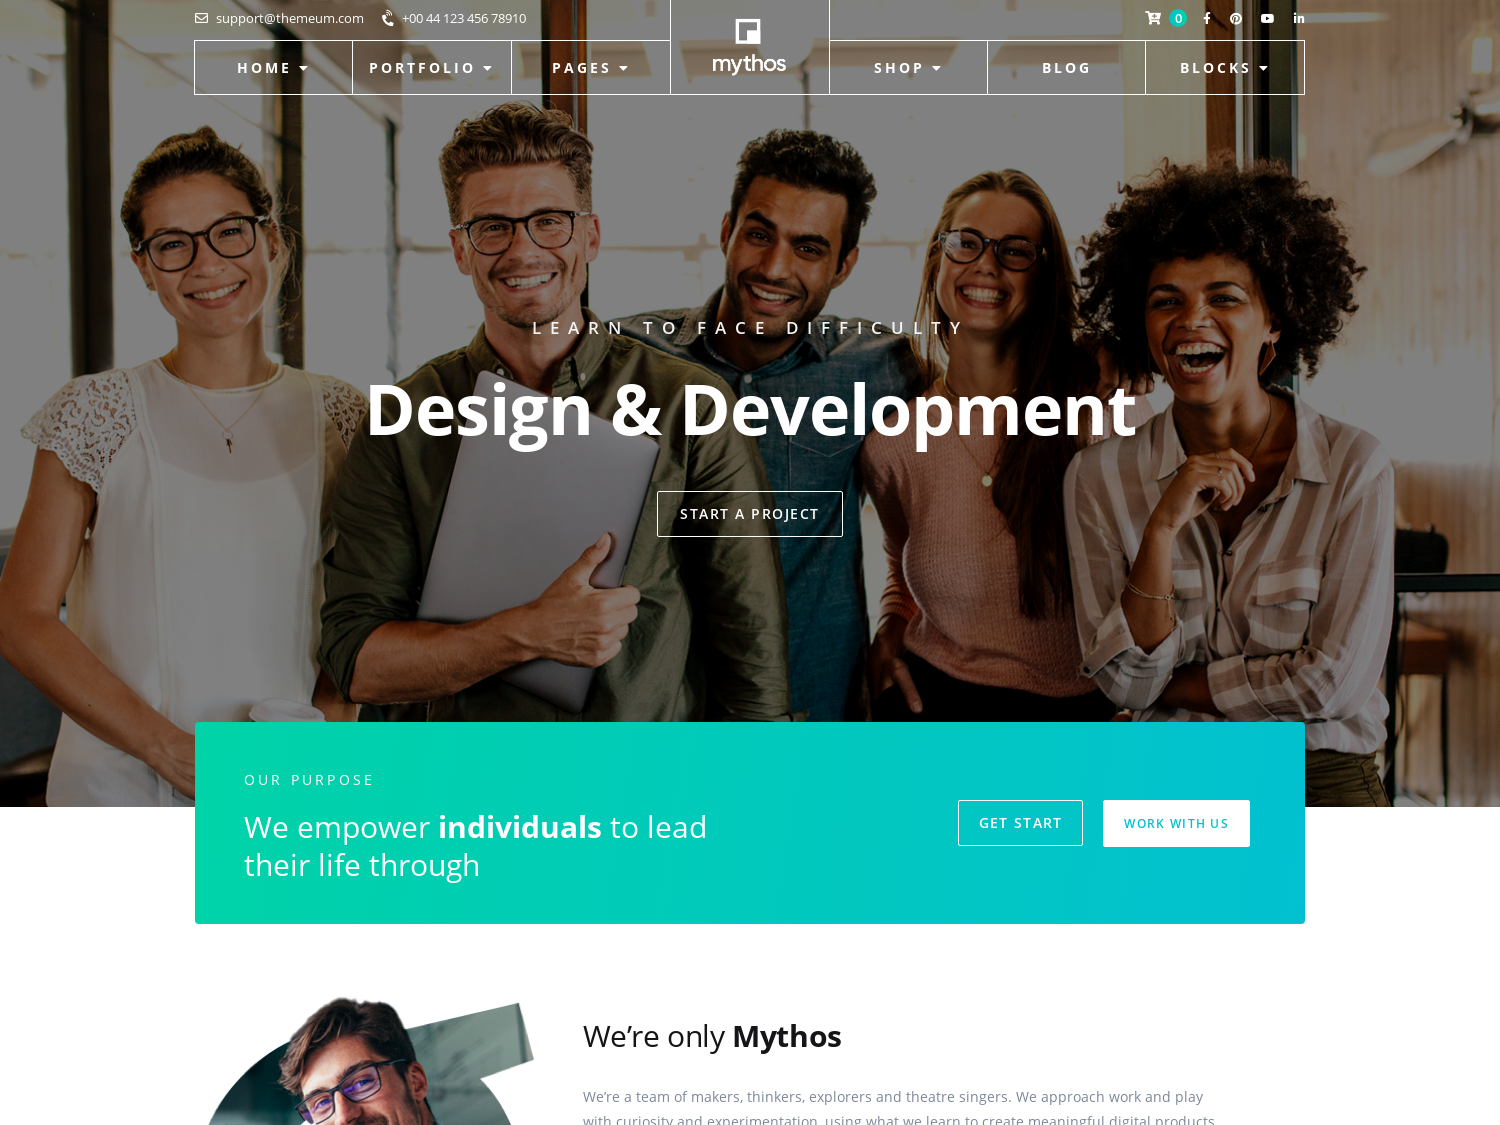 support@themeum.com +00 44 123 456 78910
0
HOME PORTFOLIO PAGES mythos SHOP BLOG BLOCKS
LEARN TO FACE DIFFICULTY
Design & Development
START A PROJECT
OUR PURPOSE
We empower individuals to lead
their life through
GET START
WORK WITH US
We’re only Mythos
We’re a team of makers, thinkers, explorers and theatre singers. We approach work and play
with curiosity and experimentation, using what we learn to create meaningful digital products